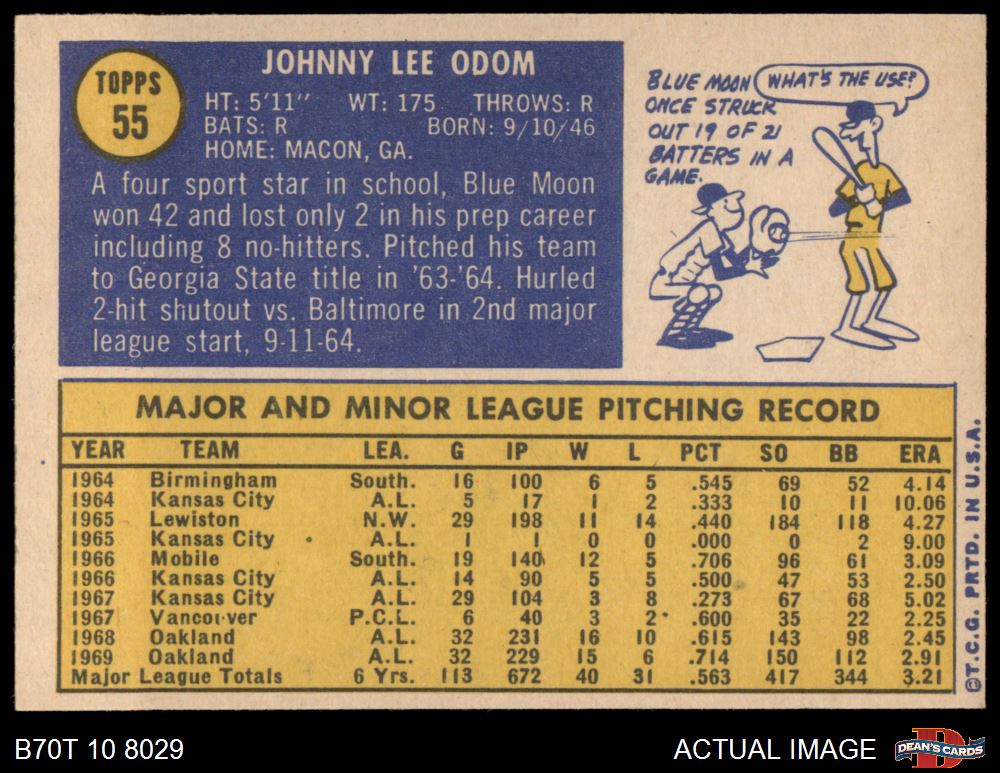 TOPPS
55
JOHNNY LEE ODOM
HT: 5'11" WT: 175 THROWS: R
BATS: R BORN: 9/10/46
HOME: MACON, GA.
A four sport star in school, Blue Moon
won 42 and lost only 2 in his prep career
including 8 no-hitters. Pitched his team
to Georgia State title in '63-'64. Hurled
2-hit shutout vs. Baltimore in 2nd major
league start, 9-11-64.
BLUE MOON
ONCE STRUCK
OUT 19 OF 21
BATTERS IN A
GAME.
WHAT'S THE USE?
MAJOR AND MINOR LEAGUE PITCHING RECORD
YEAR TEAM LEA. G IP W L PCT SO BB ERA
1964 Birmingham South. 16 100 6 5 .545 69 52 4.14
1964 Kansas City A.L. 5 17 1 2 .333 10 11 10.06
1965 Lewiston N.W. 29 198 11 14 .440 184 118 4.27
1965 Kansas City A.L. 1 1 0 0 .000 0 2 9.00
1966 Mobile South. 19 140 12 5 .706 96 61 3.09
1966 Kansas City A.L. 14 90 5 5 .500 47 53 2.50
1967 Kansas City A.L. 29 104 3 8 .273 67 68 5.02
1967 Vancouver P.C.L. 6 40 3 2 .600 35 22 2.25
1968 Oakland A.L. 32 231 16 10 .615 143 98 2.45
1969 Oakland A.L. 32 229 15 6 .714 150 112 2.91
Major League Totals 6 Yrs. 113 672 40 31 .563 417 344 3.21
©T.C.G. PRTD. IN U.S.A.
B70T 10 8029
ACTUAL IMAGE
D
DEAN'S CARDS